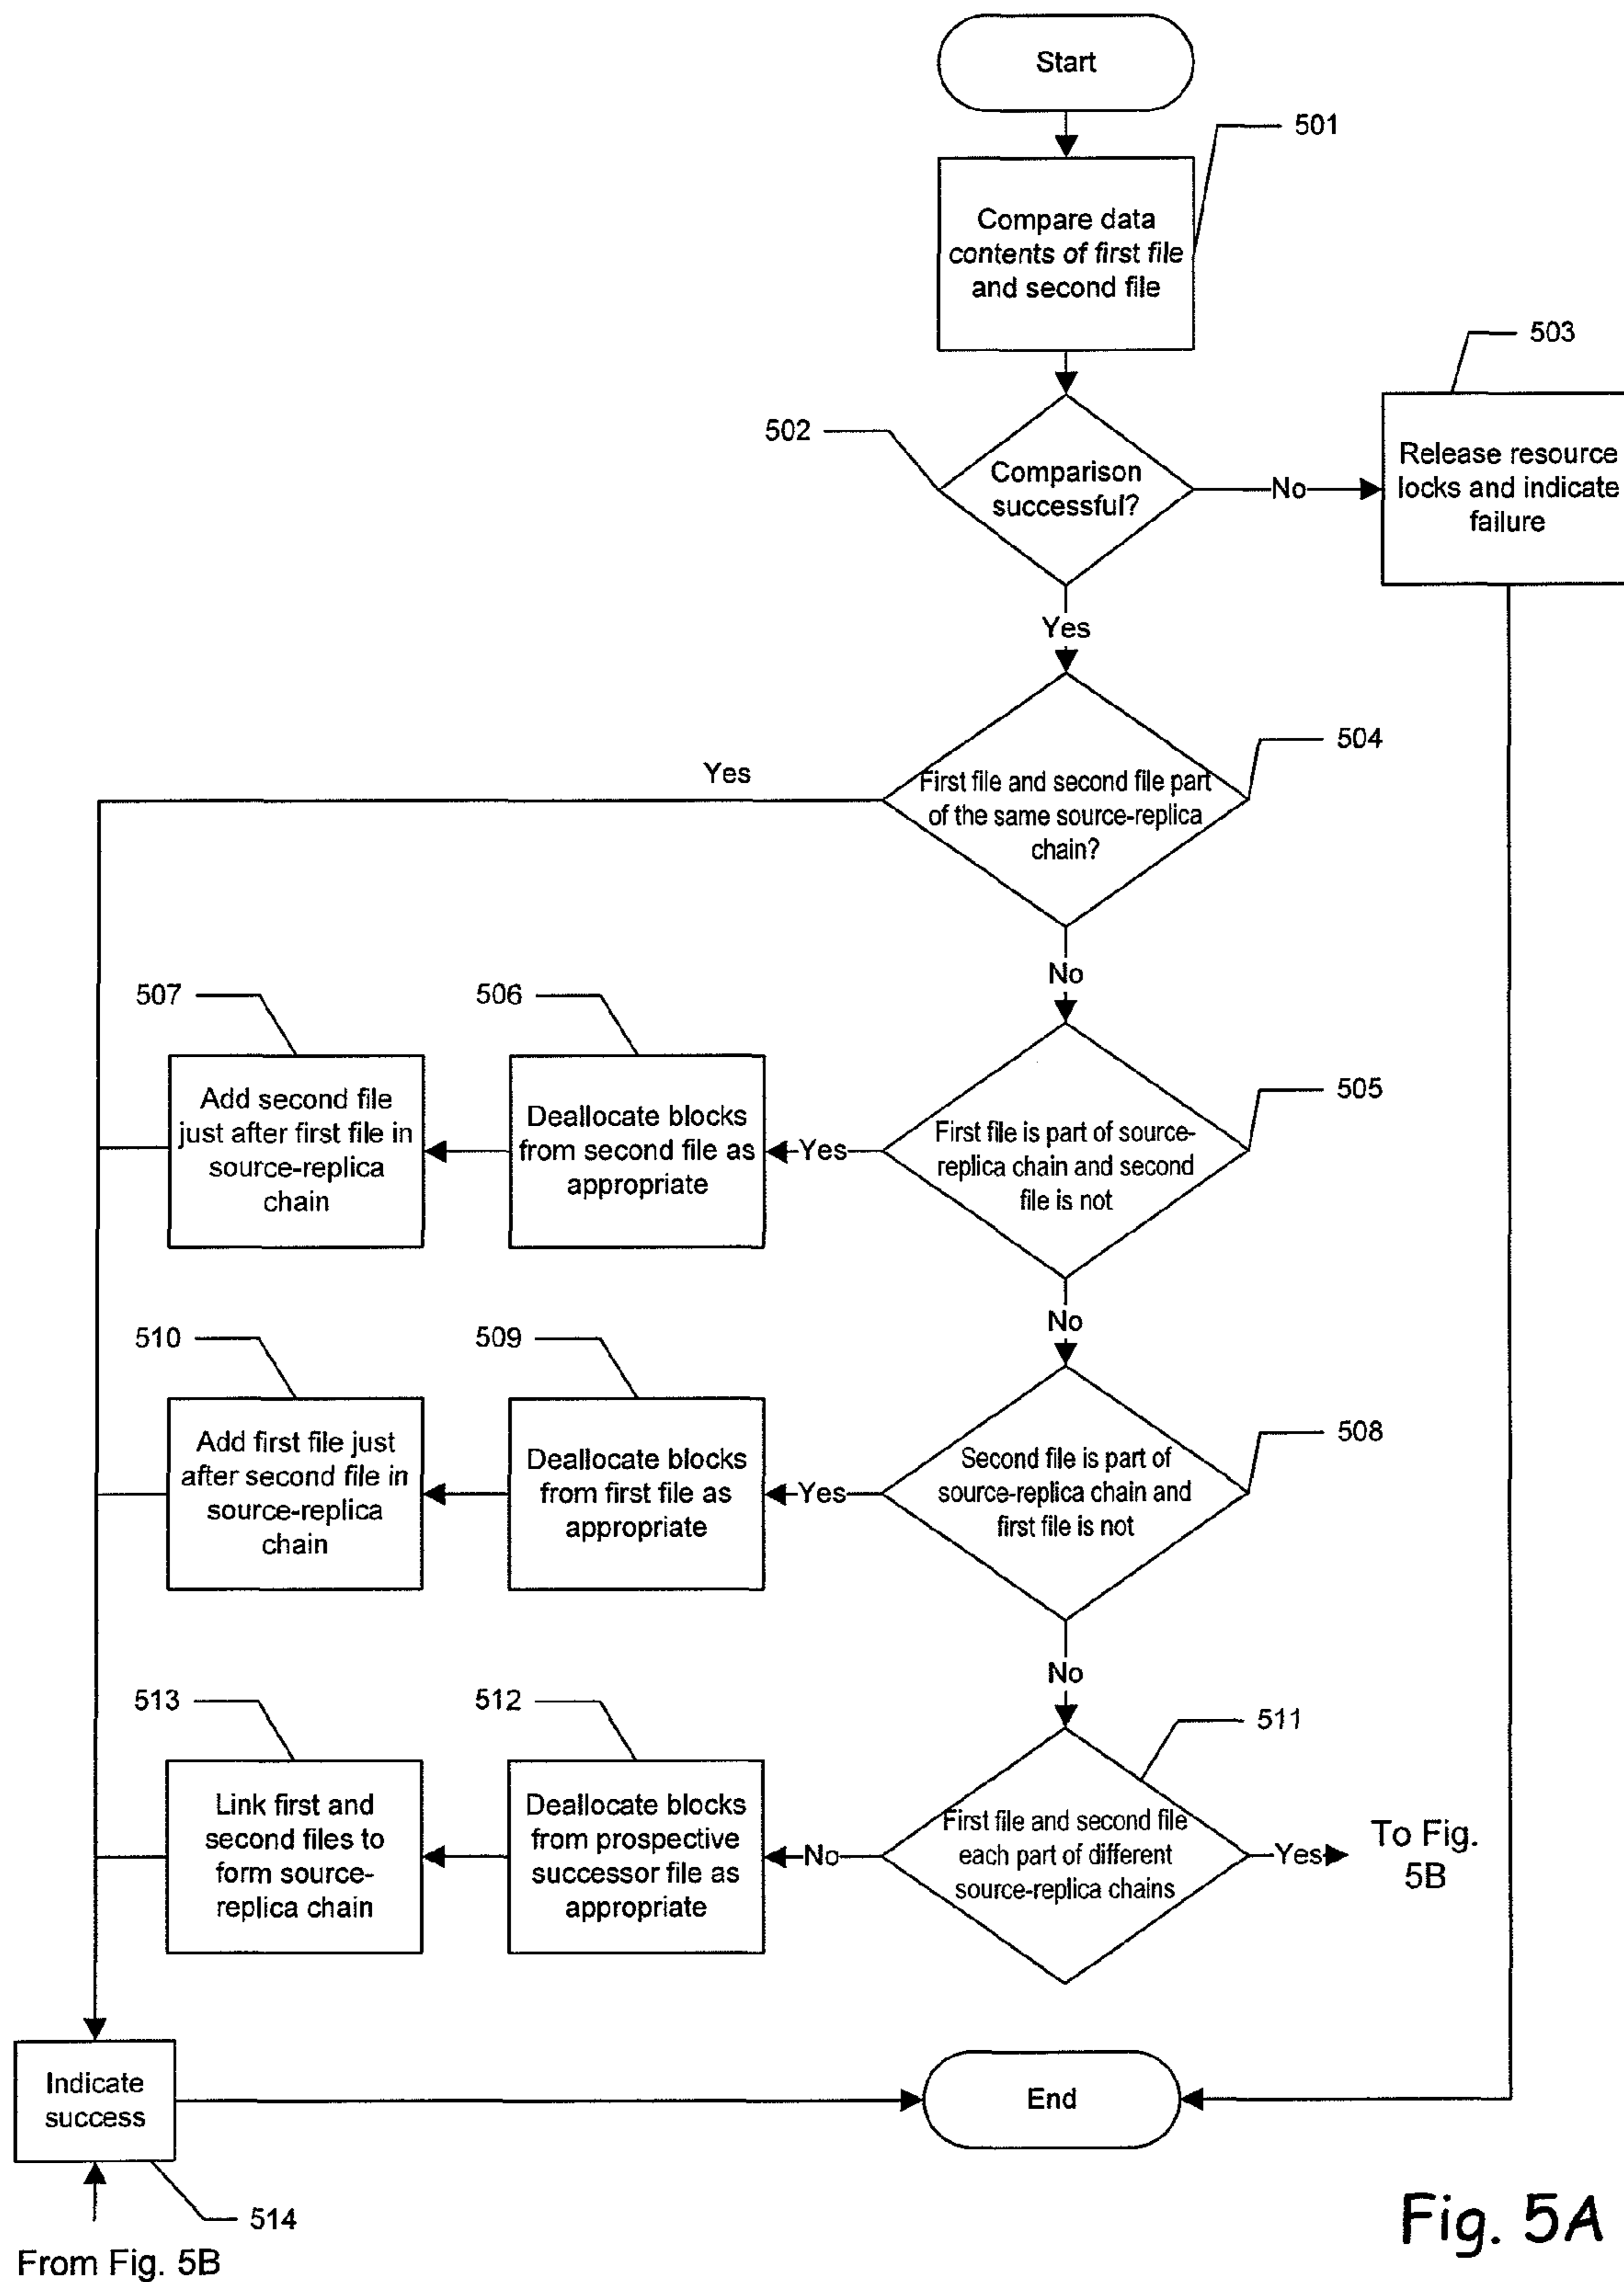 Start
501
Compare data
contents of first file
and second file
503
502
Comparison
successful?
No
Release resource
locks and indicate
failure
Yes
504
Yes
First file and second file part
of the same source-replica
chain?
No
507
506
505
Add second file
just after first file in
source-replica
chain
Deallocate blocks
from second file as
appropriate
Yes
First file is part of source-
replica chain and second
file is not
No
510
509
508
Add first file just
after second file in
source-replica
chain
Deallocate blocks
from first file as
appropriate
Yes
Second file is part of
source-replica chain and
first file is not
No
513
512
511
Link first and
second files to
form source-
replica chain
Deallocate blocks
from prospective
successor file as
appropriate
No
First file and second file
each part of different
source-replica chains
Yes
To Fig.
5B
Indicate
success
End
514
From Fig. 5B
Fig. 5A